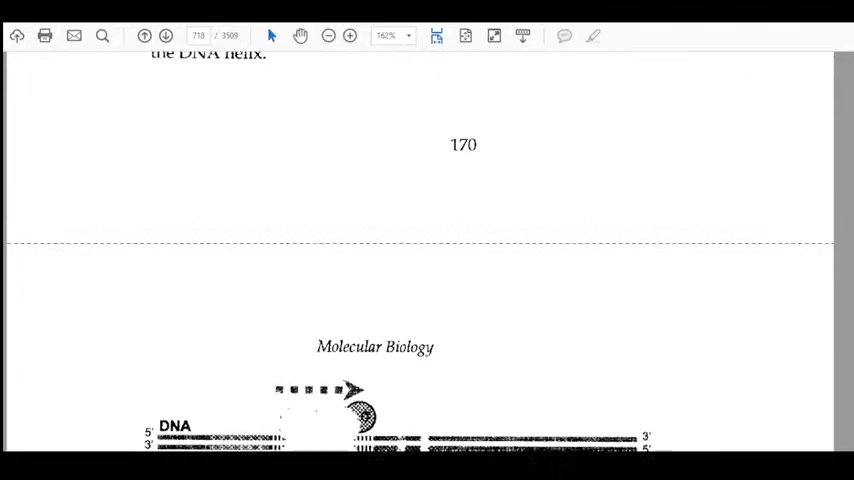 718 / 3509
162%
the DNA helix.
170
Molecular Biology
DNA
5' 3'
3' 5'